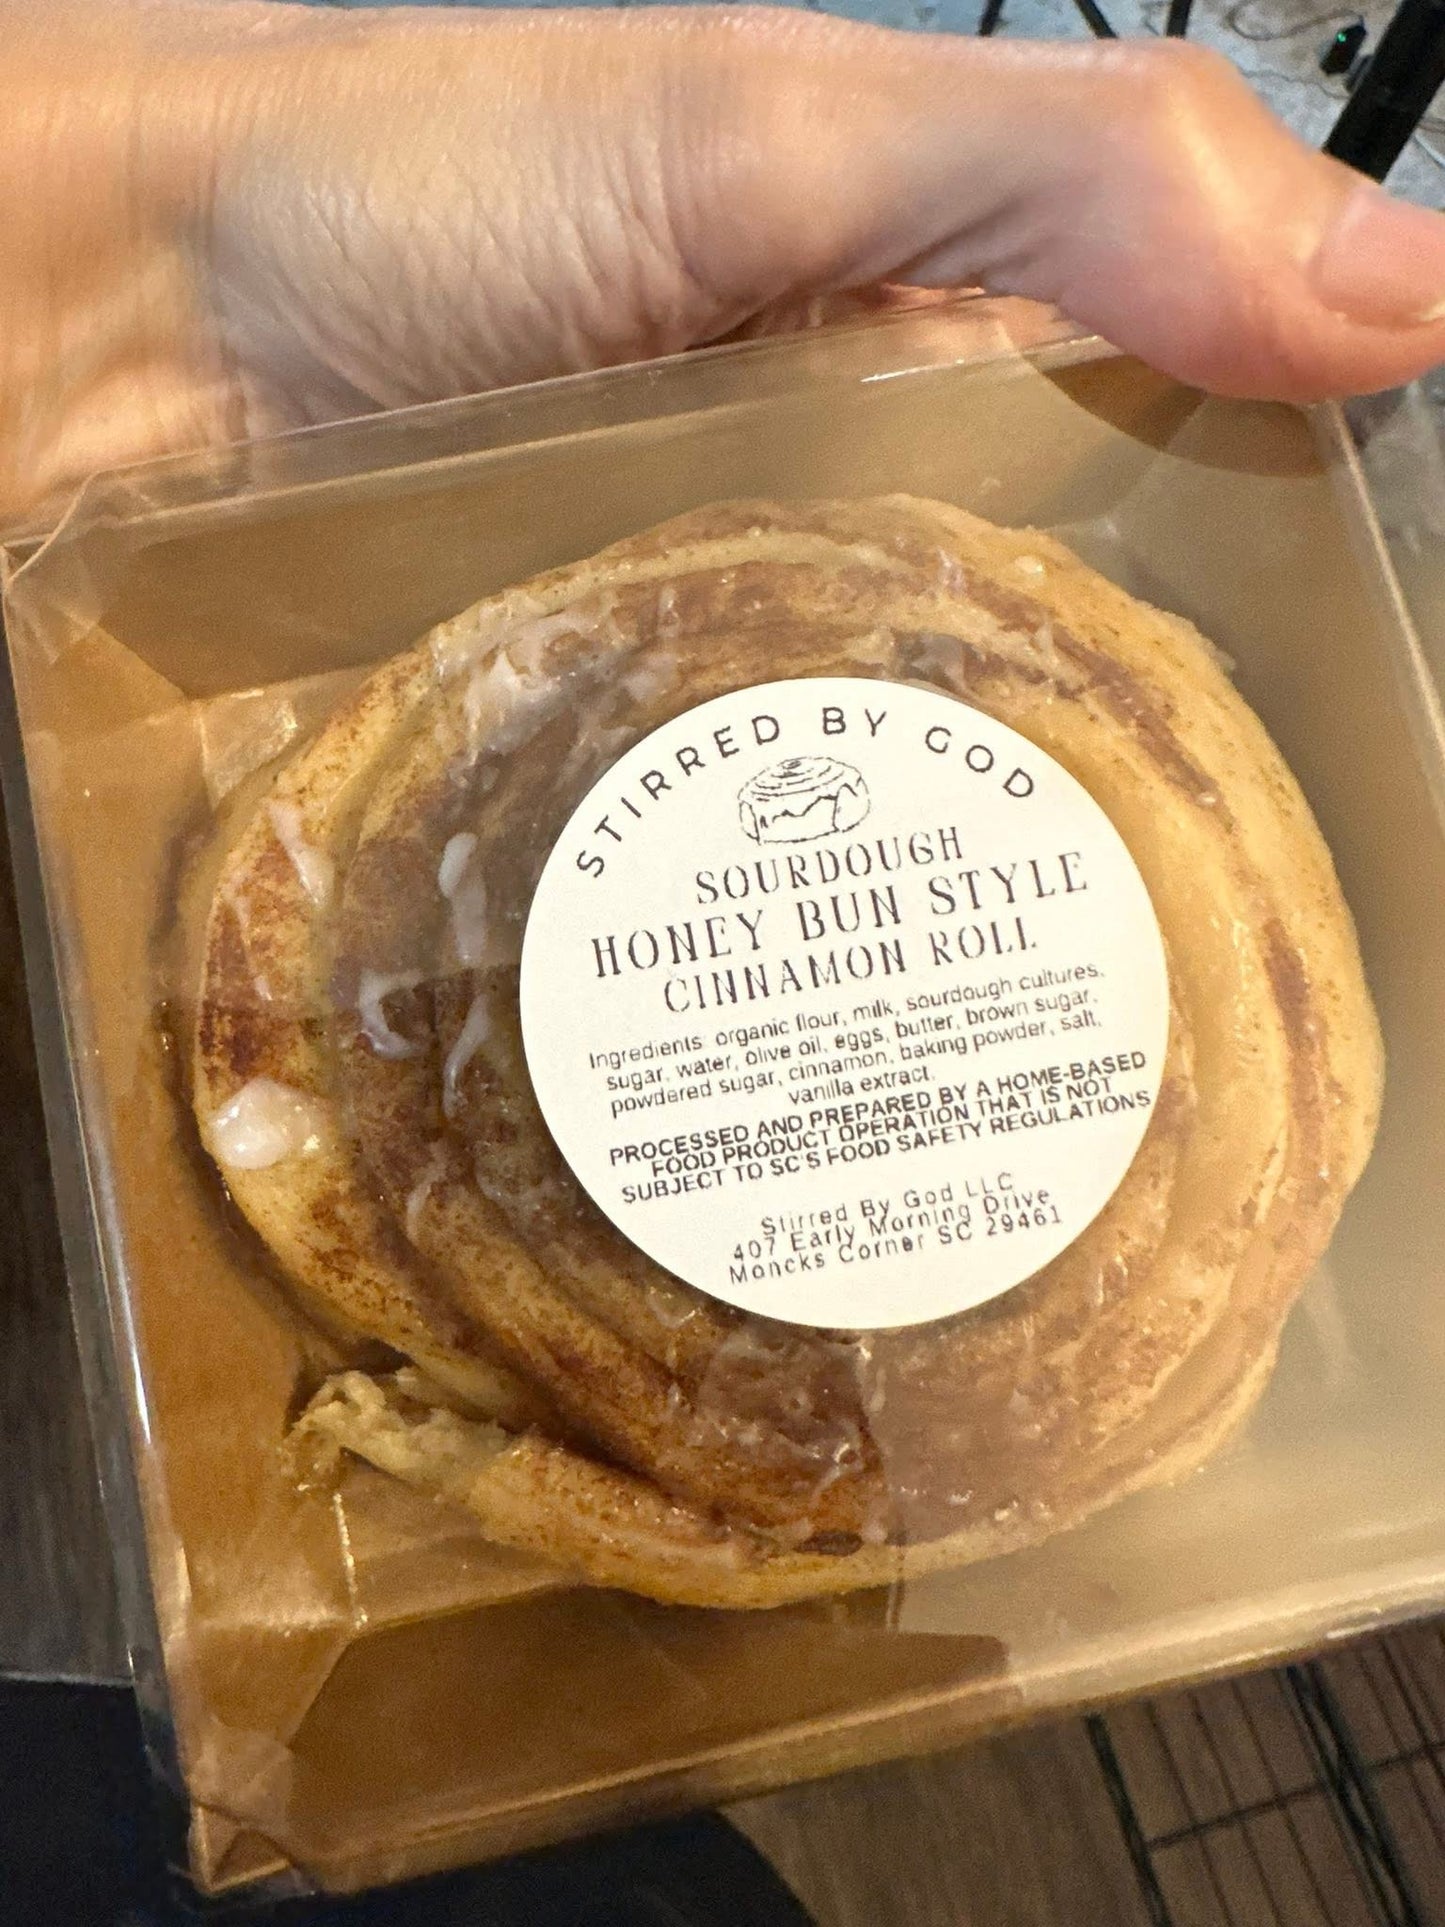 STIRRED BY GOD
SOURDOUGH
HONEY BUN STYLE
CINNAMON ROLL
Ingredients: organic flour, milk, sourdough cultures,
sugar, water, olive oil, eggs, butter, brown sugar,
powdered sugar, cinnamon, baking powder, salt,
vanilla extract.
PROCESSED AND PREPARED BY A HOME-BASED
FOOD PRODUCT OPERATION THAT IS NOT
SUBJECT TO SC'S FOOD SAFETY REGULATIONS
Stirred By God LLC
407 Early Morning Drive
Moncks Corner SC 29461